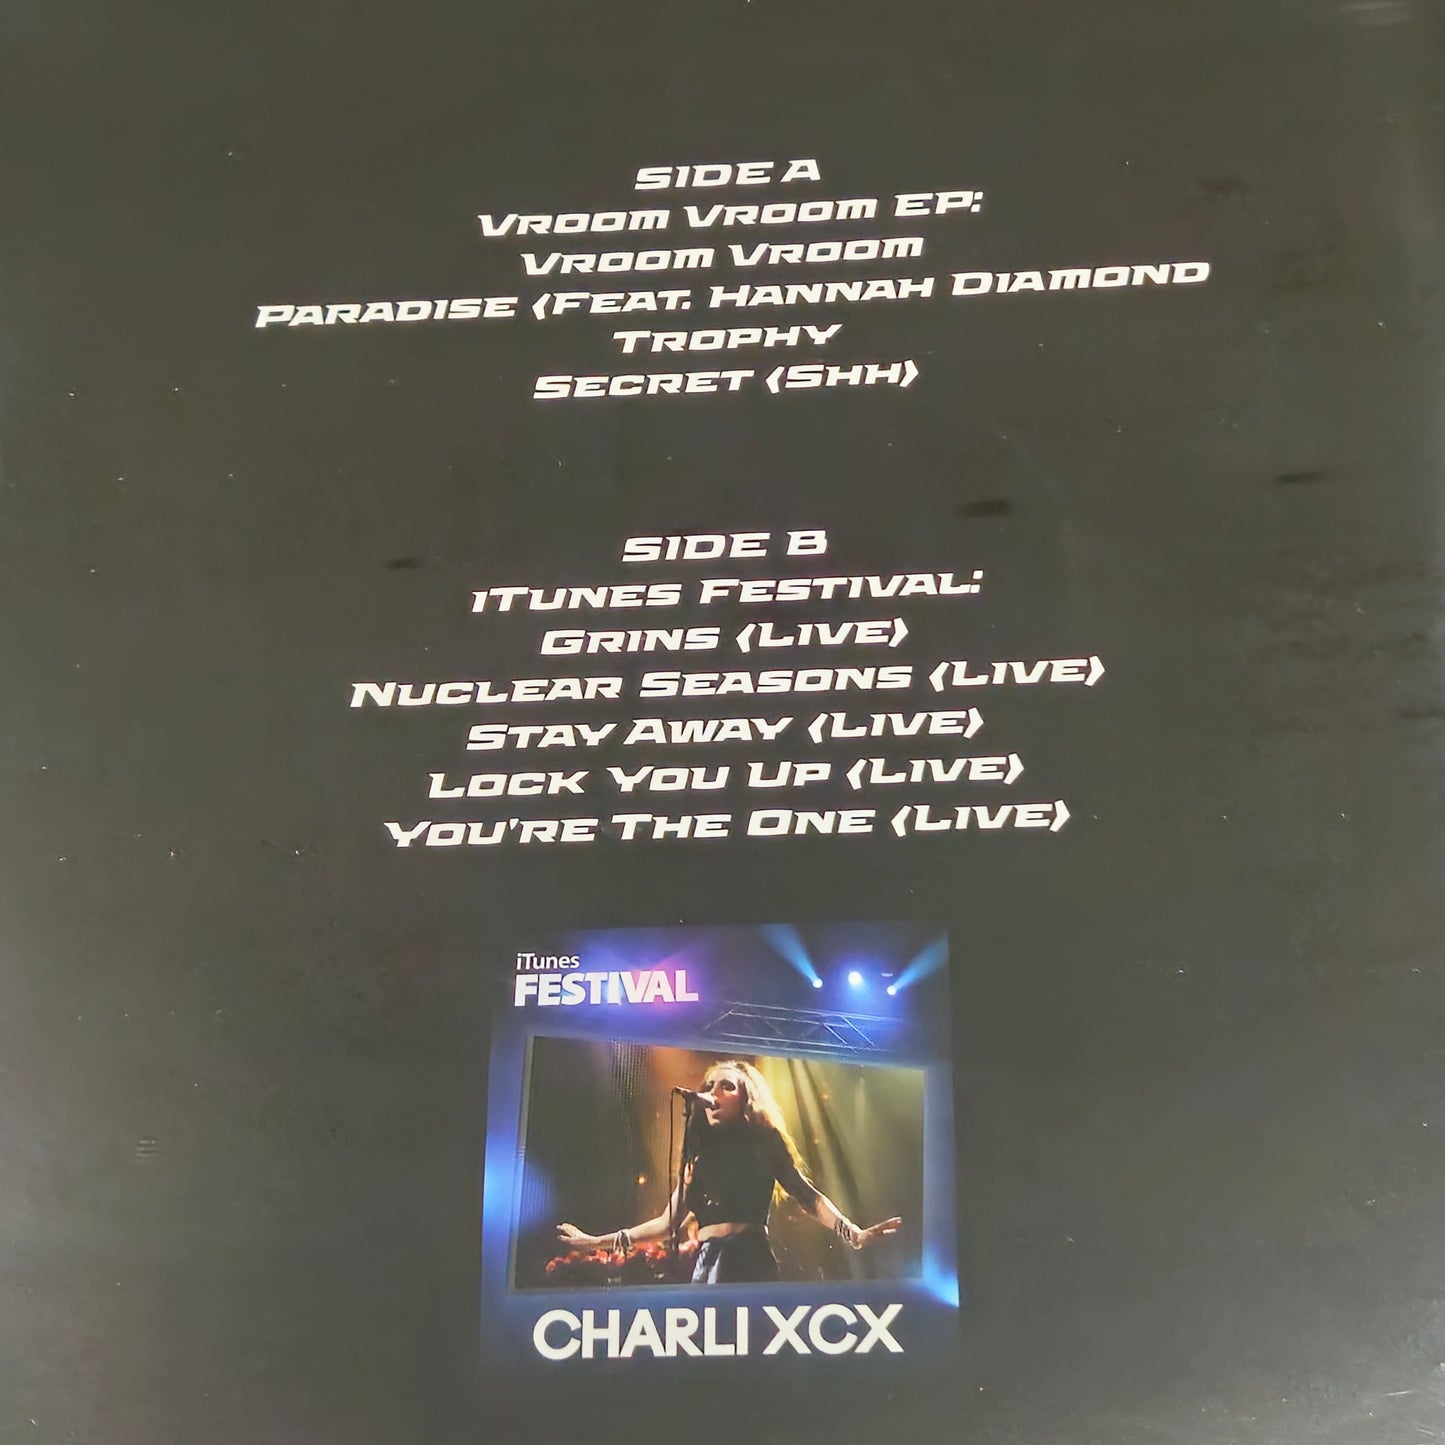 SIDE A
VROOM VROOM EP:
VROOM VROOM
PARADISE (FEAT. HANNAH DIAMOND
TROPHY
SECRET (SHH)
SIDE B
ITUNES FESTIVAL:
GRINS (LIVE)
NUCLEAR SEASONS (LIVE)
STAY AWAY (LIVE)
LOCK YOU UP (LIVE)
YOU'RE THE ONE (LIVE)
iTunes
FESTIVAL
CHARLI XCX